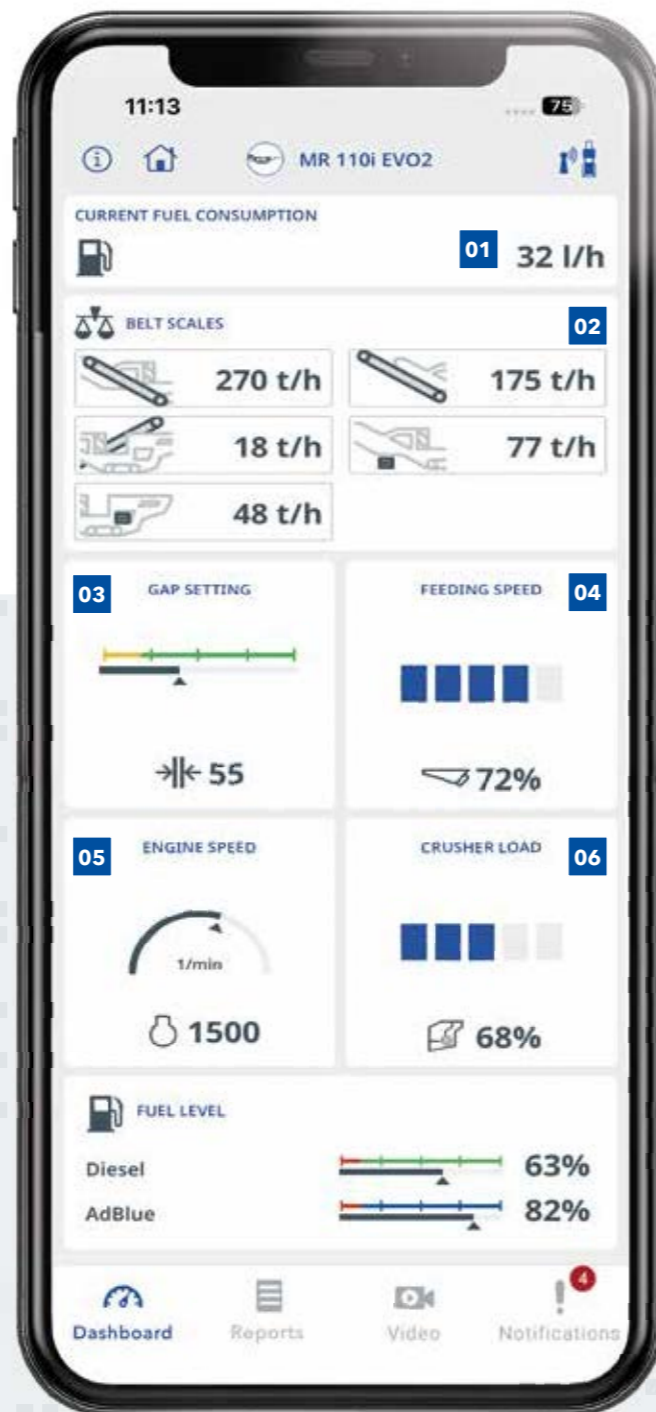 11:13
75
MR 110i EVO2
CURRENT FUEL CONSUMPTION
01 32 l/h
BELT SCALES 02
270 t/h 175 t/h
18 t/h 77 t/h
48 t/h
03 GAP SETTING
FEEDING SPEED 04
55
72%
05 ENGINE SPEED
CRUSHER LOAD 06
1/min
1500
68%
FUEL LEVEL
Diesel 63%
AdBlue 82%
4
Dashboard Reports Video Notifications